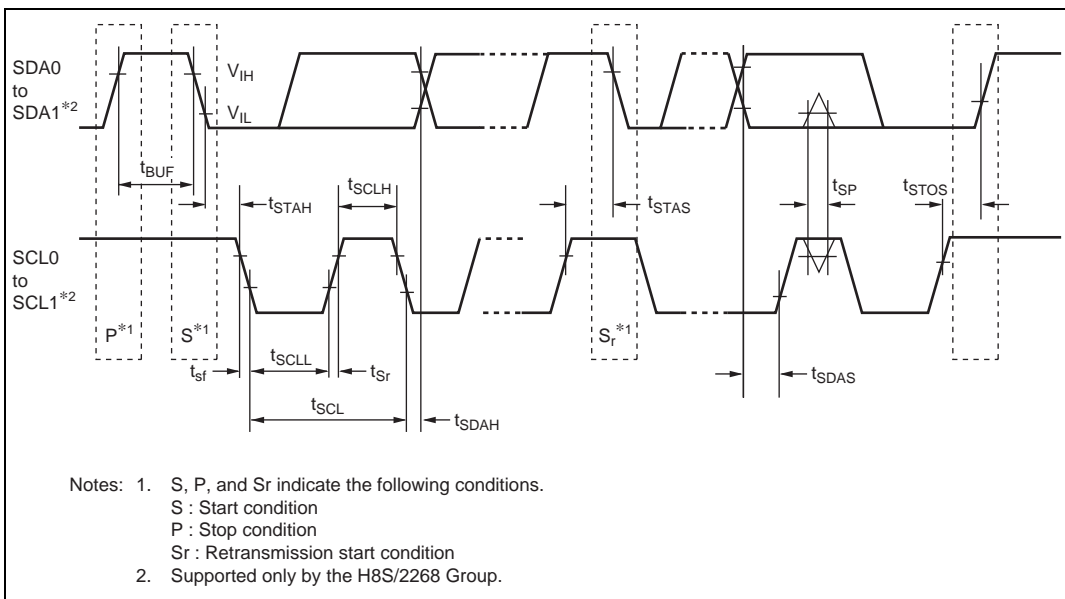 SDA0
to
SDA1*2
VIH
VIL
tBUF
tSTAH
tSCLH
tSTAS
tSP
tSTOS
SCL0
to
SCL1*2
P*1
S*1
Sr*1
tsf
tSCLL
tSr
tSCL
tSDAH
tSDAS
Notes: 1. S, P, and Sr indicate the following conditions.
S : Start condition
P : Stop condition
Sr : Retransmission start condition
2. Supported only by the H8S/2268 Group.